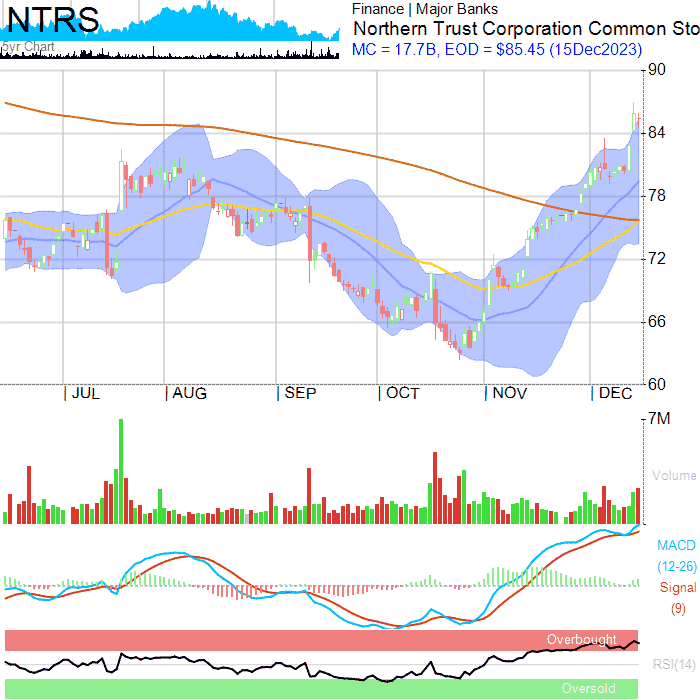 NTRS
5yr Chart
Finance | Major Banks
Northern Trust Corporation Common Sto
MC = 17.7B, EOD = $85.45 (15Dec2023)
90
84
78
72
66
60
JUL AUG SEP OCT NOV DEC
7M
Volume
MACD
(12-26)
Signal
(9)
Overbought
RSI(14)
Oversold